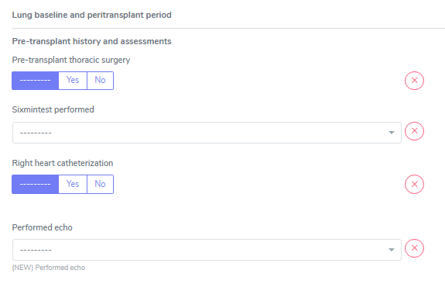 Lung baseline and peritransplant period
Pre-transplant history and assessments
Pre-transplant thoracic surgery
--------- Yes No
Sixmintest performed
---------
Right heart catheterization
--------- Yes No
Performed echo
---------
(NEW) Performed echo